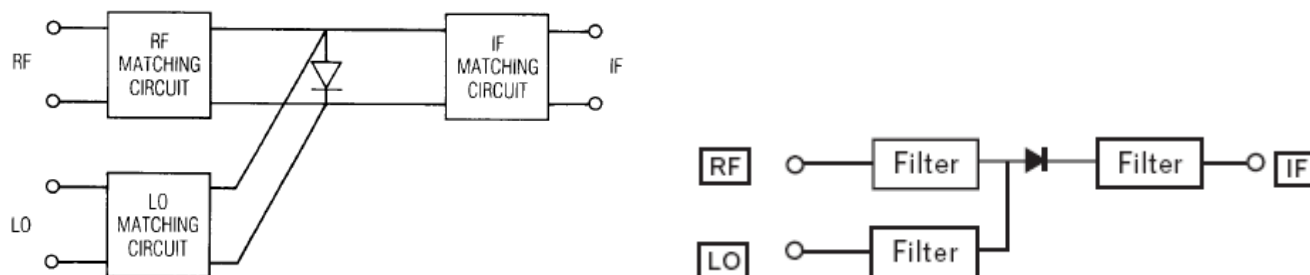 RF
RF
MATCHING
CIRCUIT
IF
MATCHING
CIRCUIT
IF
LO
LO
MATCHING
CIRCUIT
RF
Filter
Filter
IF
LO
Filter